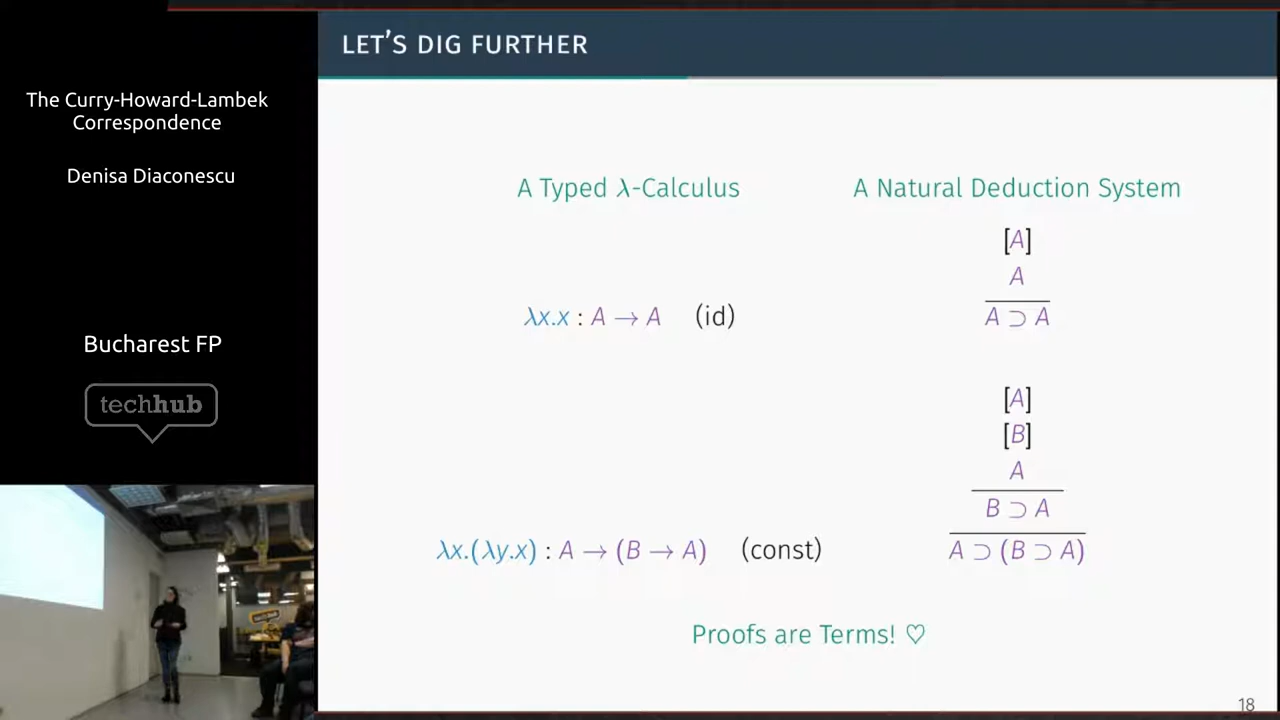 The Curry-Howard-Lambek
Correspondence
Denisa Diaconescu
Bucharest FP
techhub
LET'S DIG FURTHER
A Typed λ-Calculus
A Natural Deduction System
λx.x : A → A (id)
[A]
A
A ⊃ A
λx.(λy.x) : A → (B → A) (const)
[A]
[B]
A
B ⊃ A
A ⊃ (B ⊃ A)
Proofs are Terms! ♡
18